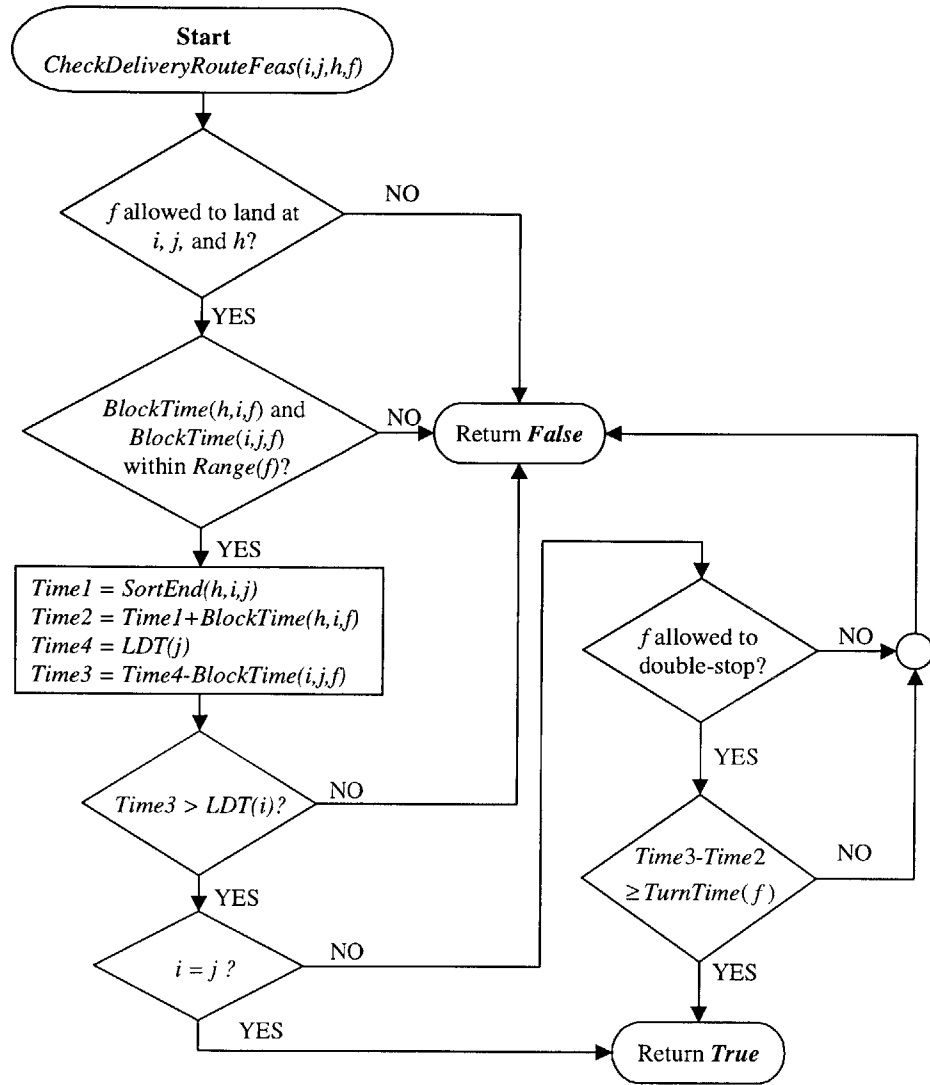 Start
CheckDeliveryRouteFeas(i,j,h,f)
NO
f allowed to land at
i, j, and h?
YES
BlockTime(h,i,f) and
BlockTime(i,j,f)
within Range(f)?
NO
Return False
YES
Time1 = SortEnd(h,i,j)
Time2 = Time1+BlockTime(h,i,f)
Time4 = LDT(j)
Time3 = Time4-BlockTime(i,j,f)
f allowed to
double-stop?
NO
YES
Time3 > LDT(i)?
NO
Time3-Time2
≥TurnTime(f)
NO
YES
i = j ?
NO
YES
YES
Return True